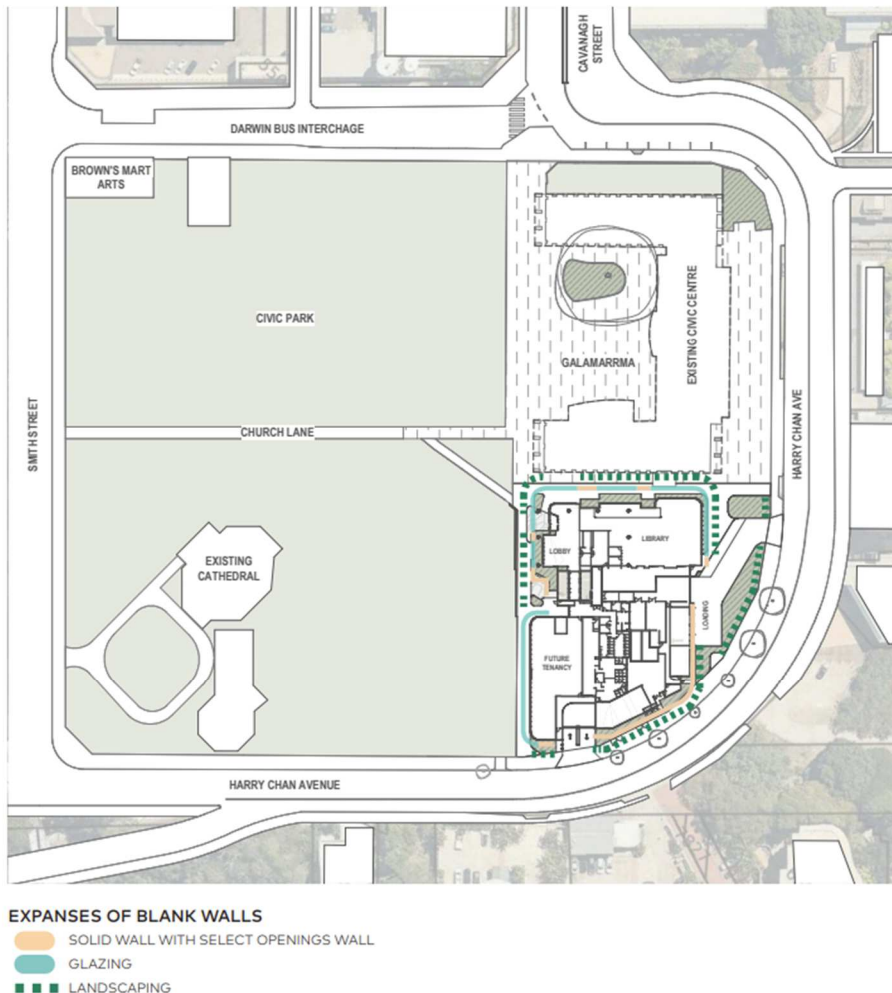 CAVANAGH
STREET
DARWIN BUS INTERCHAGE
BROWN'S MART
ARTS
CIVIC PARK
GALAMARRMA
EXISTING CIVIC CENTRE
HARRY CHAN AVE
SMITH STREET
CHURCH LANE
EXISTING
CATHEDRAL
LOBBY
LIBRARY
LOADING
FUTURE
TENANCY
HARRY CHAN AVENUE
EXPANSES OF BLANK WALLS
SOLID WALL WITH SELECT OPENINGS WALL
GLAZING
LANDSCAPING